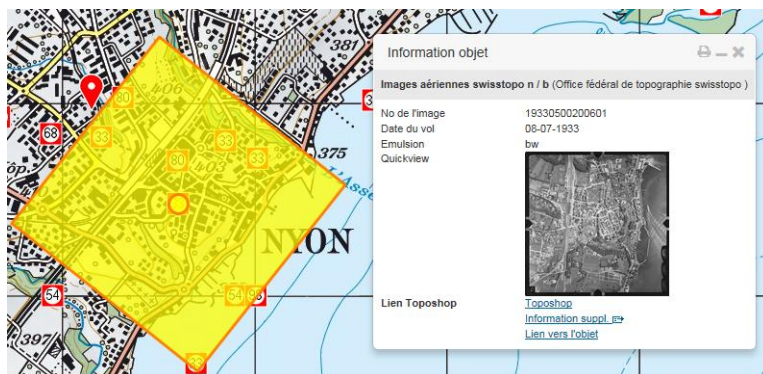 Information objet
Images aériennes swisstopo n / b (Office fédéral de topographie swisstopo )
No de l'image 19330500200601
Date du vol 08-07-1933
Emulsion bw
Quickview
Lien Toposhop Toposhop
Information suppl.
Lien vers l'objet
381
80
406
68
33
33
80
33
375
403
NYON
54
54
397